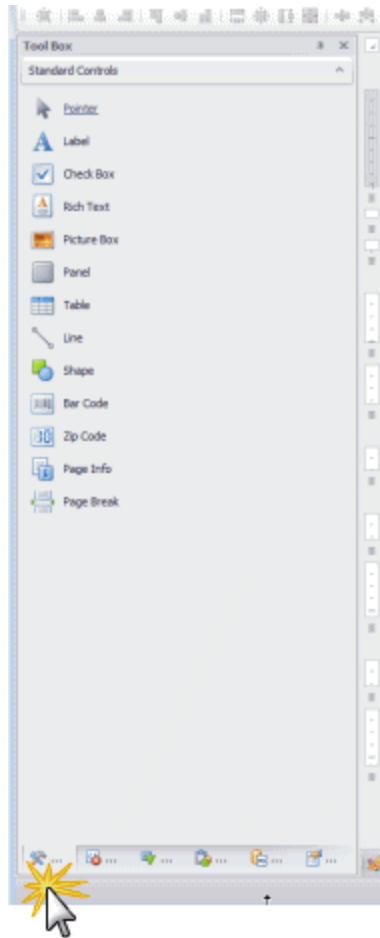 Tool Box
Standard Controls
Pointer
Label
Check Box
Rich Text
Picture Box
Panel
Table
Line
Shape
Bar Code
Zip Code
Page Info
Page Break
... ... ... ... ... ...